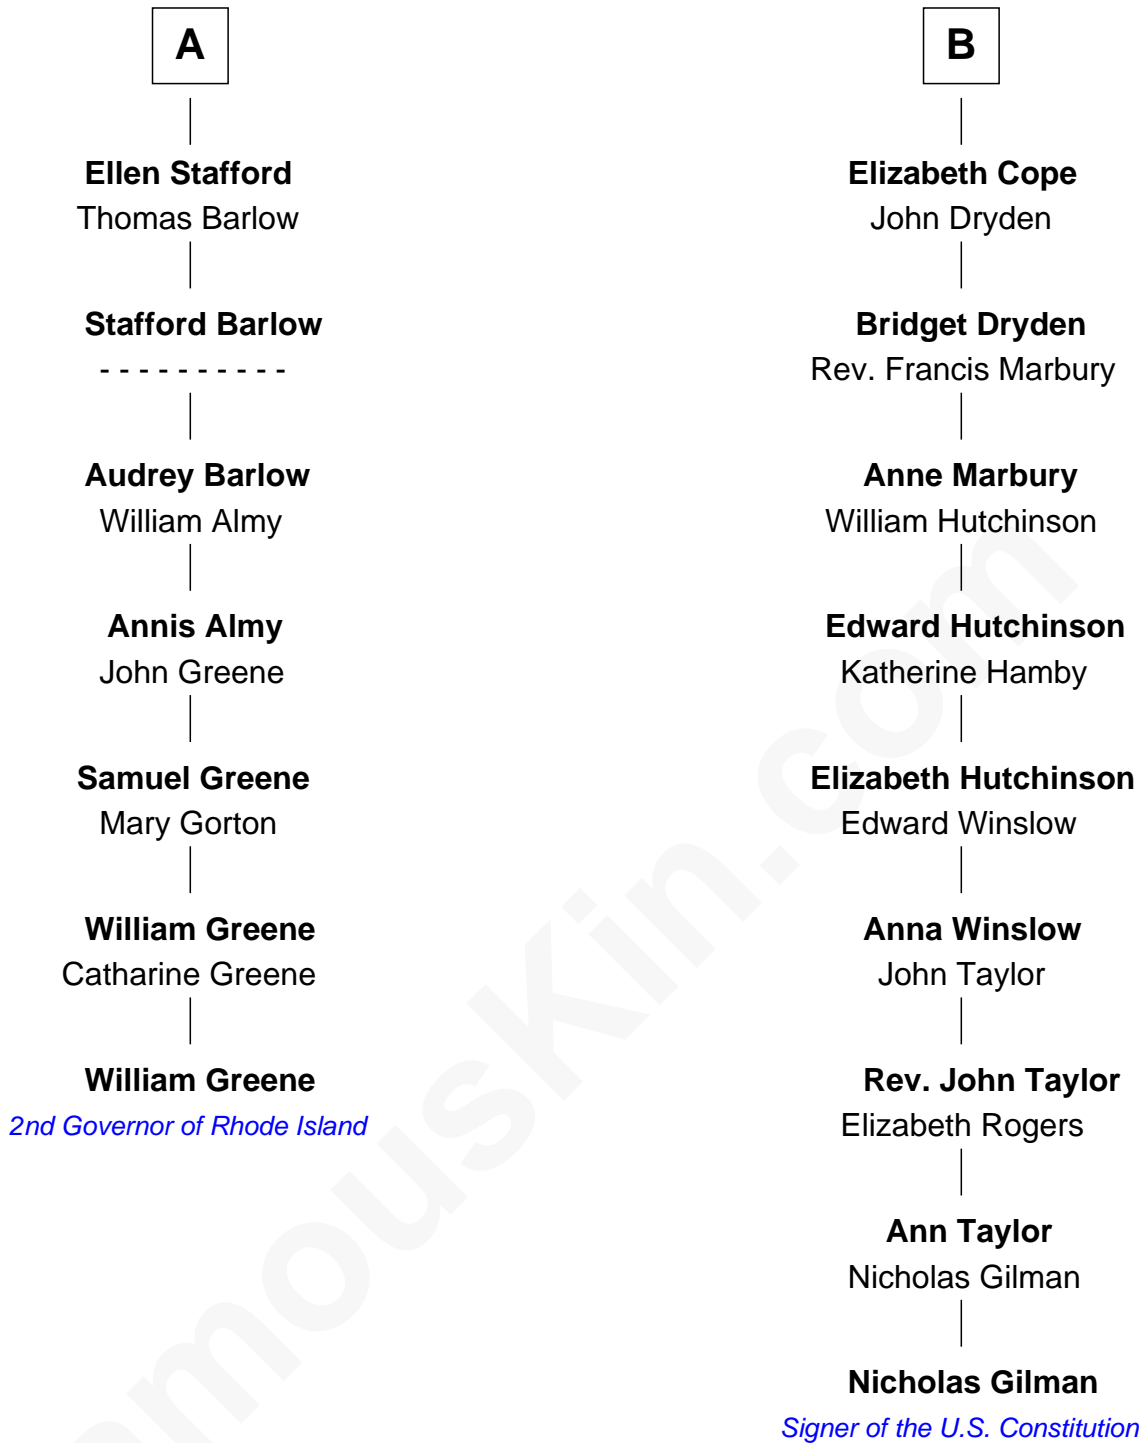 A
Ellen Stafford
Thomas Barlow
Stafford Barlow
- - - - - - - - - -
Audrey Barlow
William Almy
Annis Almy
John Greene
Samuel Greene
Mary Gorton
William Greene
Catharine Greene
William Greene
2nd Governor of Rhode Island
B
Elizabeth Cope
John Dryden
Bridget Dryden
Rev. Francis Marbury
Anne Marbury
William Hutchinson
Edward Hutchinson
Katherine Hamby
Elizabeth Hutchinson
Edward Winslow
Anna Winslow
John Taylor
Rev. John Taylor
Elizabeth Rogers
Ann Taylor
Nicholas Gilman
Nicholas Gilman
Signer of the U.S. Constitution
amouskin.com